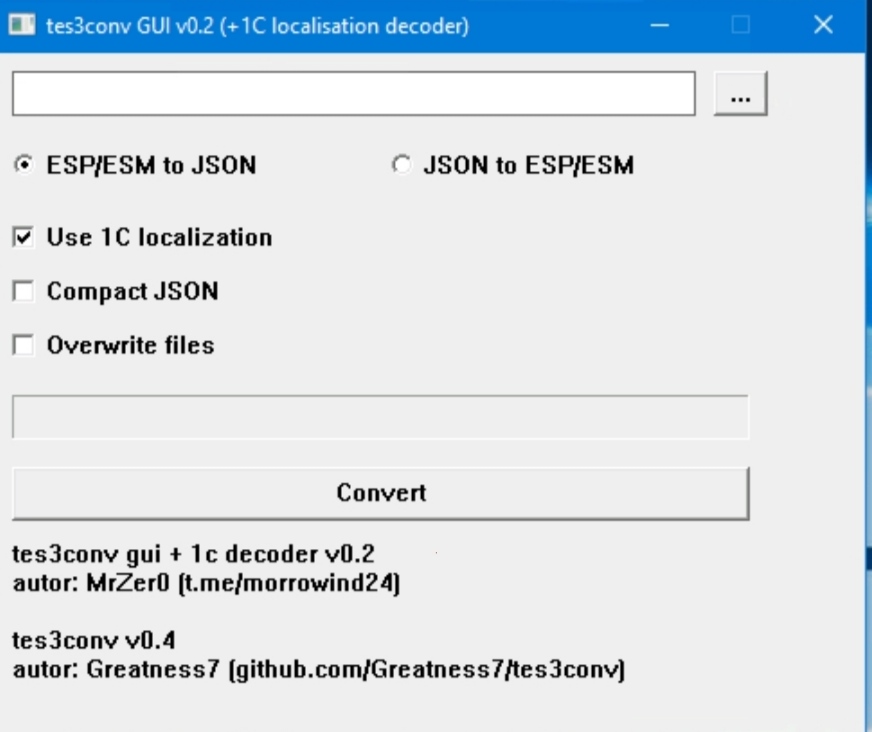 tes3conv GUI v0.2 (+1C localisation decoder)
...
ESP/ESM to JSON
JSON to ESP/ESM
Use 1C localization
Compact JSON
Overwrite files
Convert
tes3conv gui + 1c decoder v0.2
autor: MrZer0 (t.me/morrowind24)
tes3conv v0.4
autor: Greatness7 (github.com/Greatness7/tes3conv)